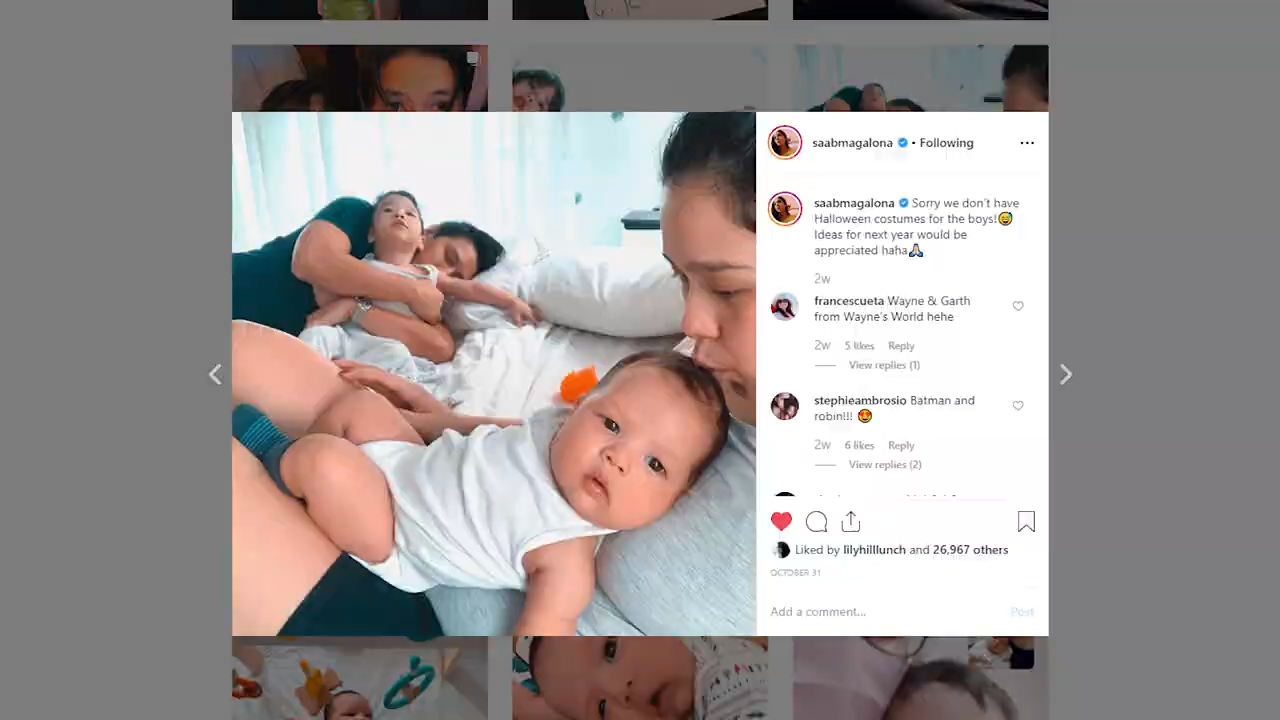 saabmagalona • Following
saabmagalona Sorry we don't have
Halloween costumes for the boys!😅
Ideas for next year would be
appreciated haha🙏🏻
2w
francescueta Wayne & Garth
from Wayne's World hehe
2w 5 likes Reply
View replies (1)
stephieambrosio Batman and
robin!!! 😍
2w 6 likes Reply
View replies (2)
Liked by lilyhilllunch and 26,967 others
OCTOBER 31
Add a comment... Post